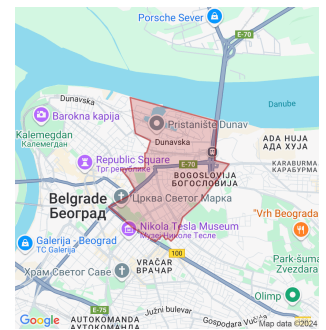 Porsche Sever
E-70
Dunavska
Barokna kapija
Danube
Kalemegdan
Калемегдан
Pristanište Dunav
Dunavska
ADA HUJA
АДА ХУЈА
Republic Square
Трг републике
E-70
KARABURMA
КАРАБУРМА
BOGOSLOVIJA
БОГОСЛОВИЈА
Belgrade
Београд
Црква Светог Марка
"Vrh Beograda
Nikola Tesla Museum
Музеј Николе Тесле
Galerija - Beograd
TC Galerija
100
Храм Светог Саве
VRAČAR
ВРАЧАР
Park-šuma
Zvezdara
Olimp
E-75
Južni bulevar
AUTOKOMANDA
АУТОКОМАНДА
Gospodara Vučića
Google
Map data ©2024